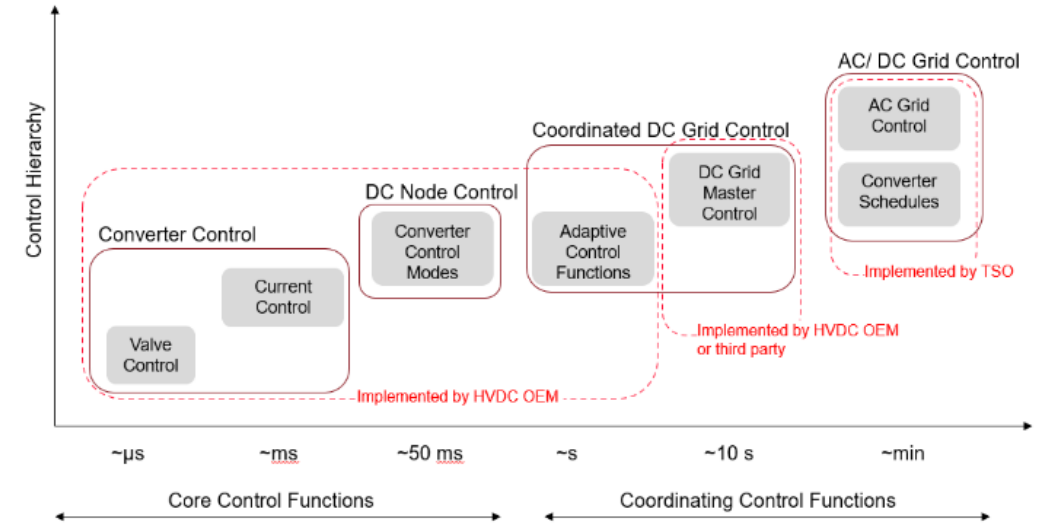 AC/ DC Grid Control
AC Grid
Control
Converter
Schedules
Implemented by TSO
Coordinated DC Grid Control
DC Grid
Master
Control
Adaptive
Control
Functions
Implemented by HVDC OEM
or third party
DC Node Control
Converter
Control
Modes
Converter Control
Current
Control
Valve
Control
Implemented by HVDC OEM
Control Hierarchy
~µs
~ms
~50 ms
~s
~10 s
~min
Core Control Functions
Coordinating Control Functions